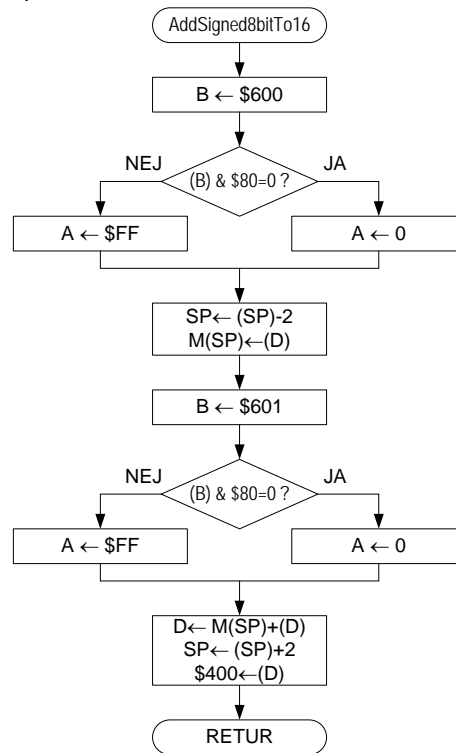 AddSigned8bitTo16
B ← $600
NEJ
JA
(B) & $80=0 ?
A ← $FF
A ← 0
SP← (SP)-2
M(SP)←(D)
B ← $601
NEJ
JA
(B) & $80=0 ?
A ← $FF
A ← 0
D← M(SP)+(D)
SP← (SP)+2
$400←(D)
RETUR